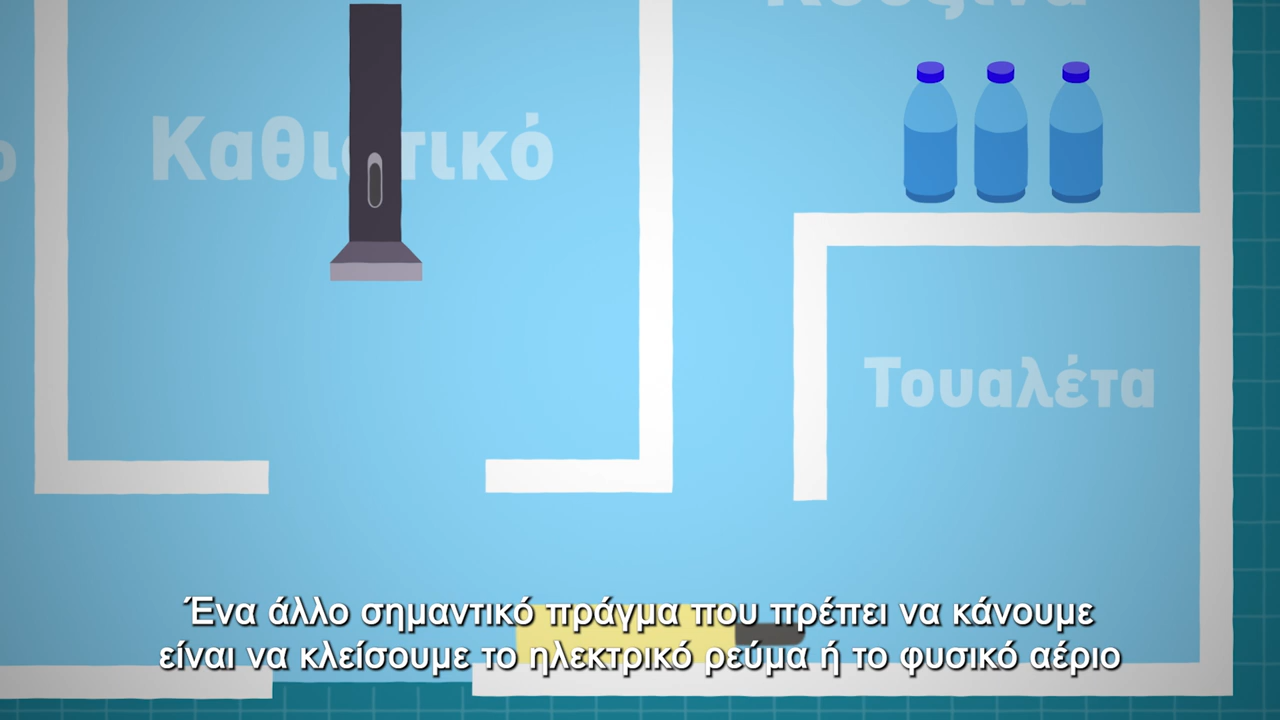 Καθιστικό
Τουαλέτα
Ένα άλλο σημαντικό πράγμα που πρέπει να κάνουμε
είναι να κλείσουμε το ηλεκτρικό ρεύμα ή το φυσικό αέριο